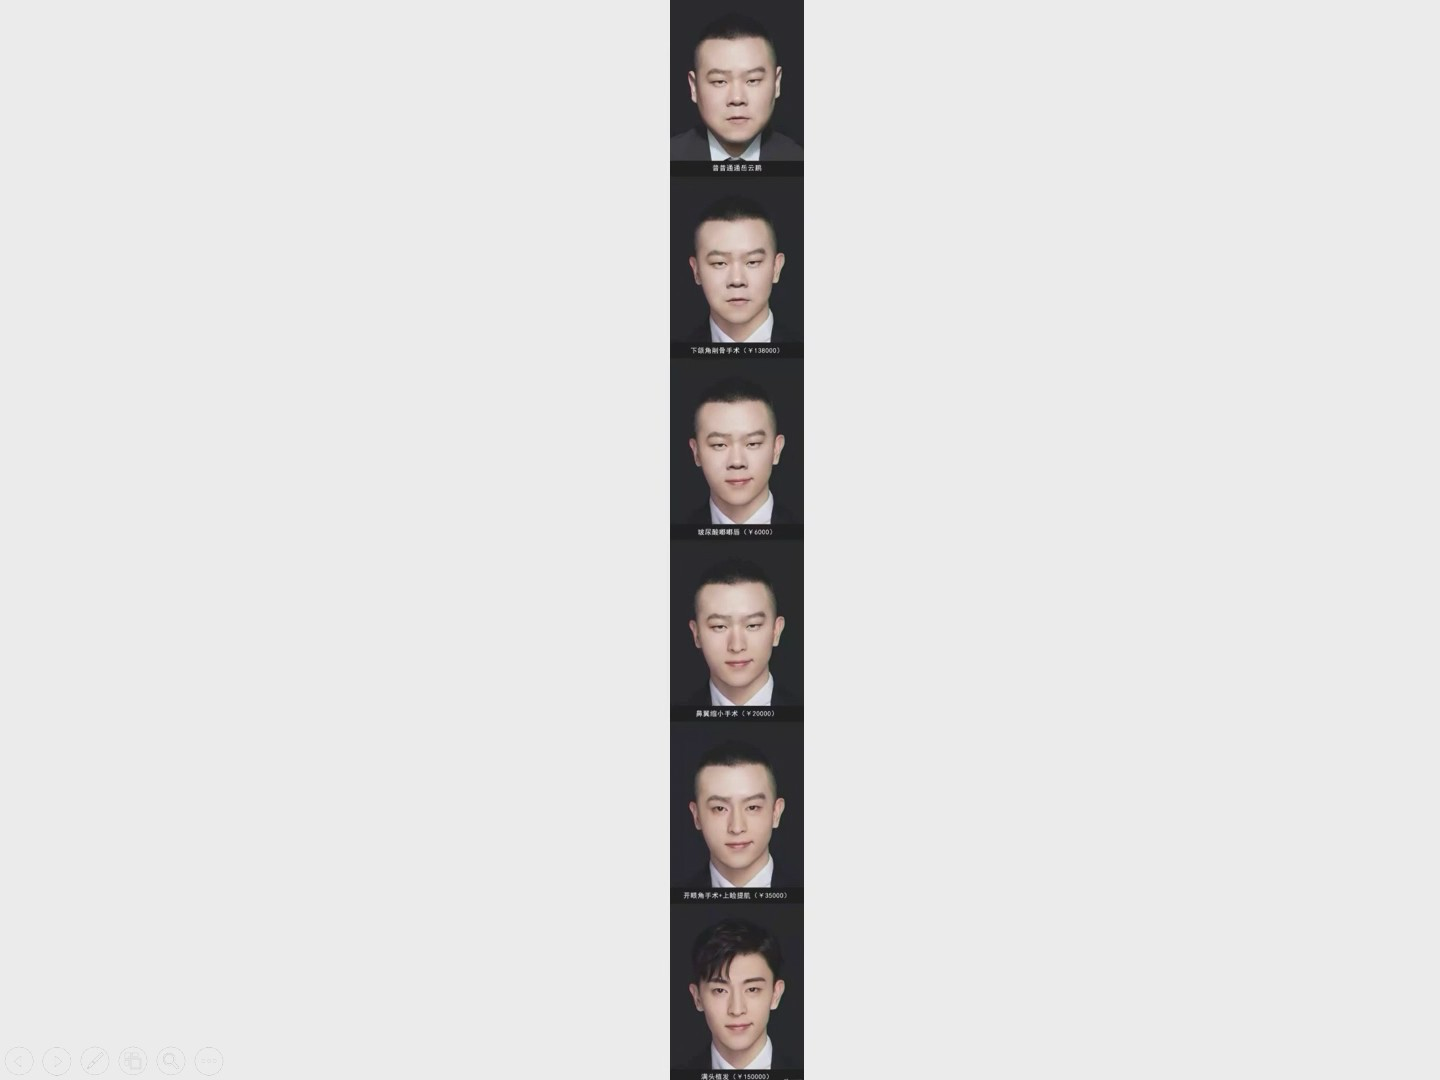 普普通通岳云鹏
下颌角削骨手术（￥138000）
玻尿酸嘟嘟唇（￥6000）
鼻翼缩小手术（￥20000）
开眼角手术+上睑提肌（￥35000）
满头植发（￥150000）